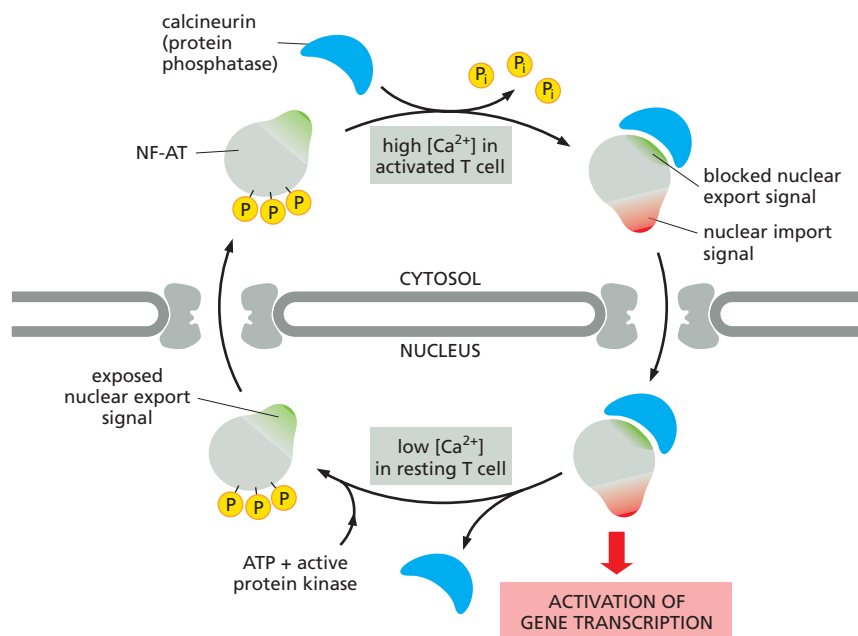 calcineurin
(protein
phosphatase)
Pi
Pi
Pi
NF-AT
P P P
high [Ca²⁺] in
activated T cell
blocked nuclear
export signal
nuclear import
signal
CYTOSOL
NUCLEUS
exposed
nuclear export
signal
low [Ca²⁺]
in resting T cell
P P P
ATP + active
protein kinase
ACTIVATION OF
GENE TRANSCRIPTION